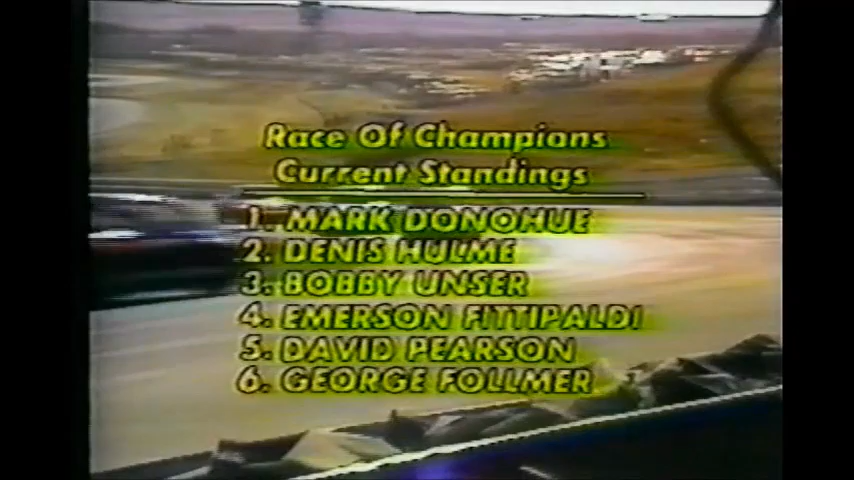 Race Of Champions
Current Standings
1. MARK DONOHUE
2. DENIS HULME
3. BOBBY UNSER
4. EMERSON FITTIPALDI
5. DAVID PEARSON
6. GEORGE FOLLMER